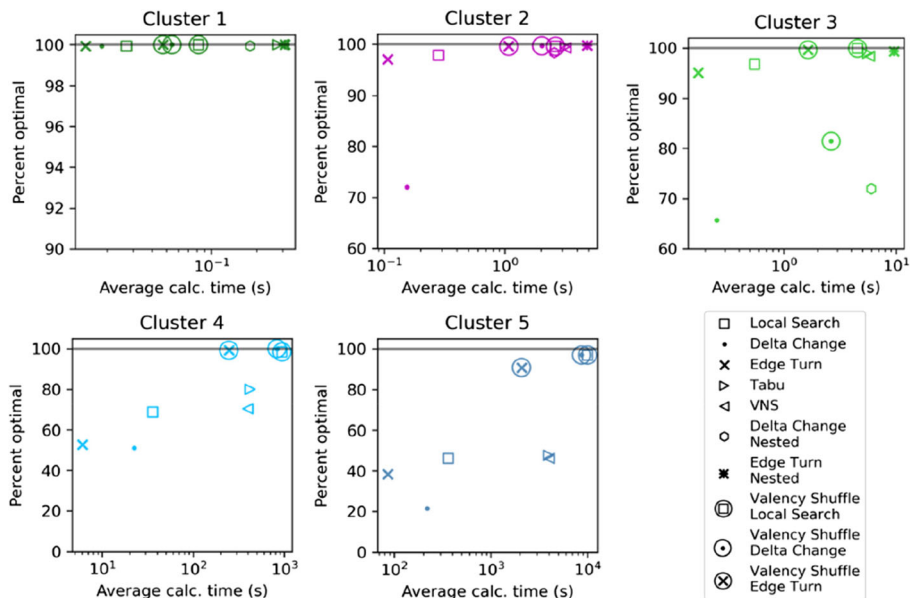 Cluster 1
Percent optimal
100
98
96
94
92
90
10⁻¹
Average calc. time (s)
Cluster 2
Percent optimal
100
90
80
70
60
10⁻¹ 10⁰
Average calc. time (s)
Cluster 3
Percent optimal
100
90
80
70
60
10⁰ 10¹
Average calc. time (s)
Cluster 4
Percent optimal
100
80
60
40
20
0
10¹ 10² 10³
Average calc. time (s)
Cluster 5
Percent optimal
100
80
60
40
20
0
10² 10³ 10⁴
Average calc. time (s)
Local Search
Delta Change
Edge Turn
Tabu
VNS
Delta Change
Nested
Edge Turn
Nested
Valency Shuffle
Local Search
Valency Shuffle
Delta Change
Valency Shuffle
Edge Turn